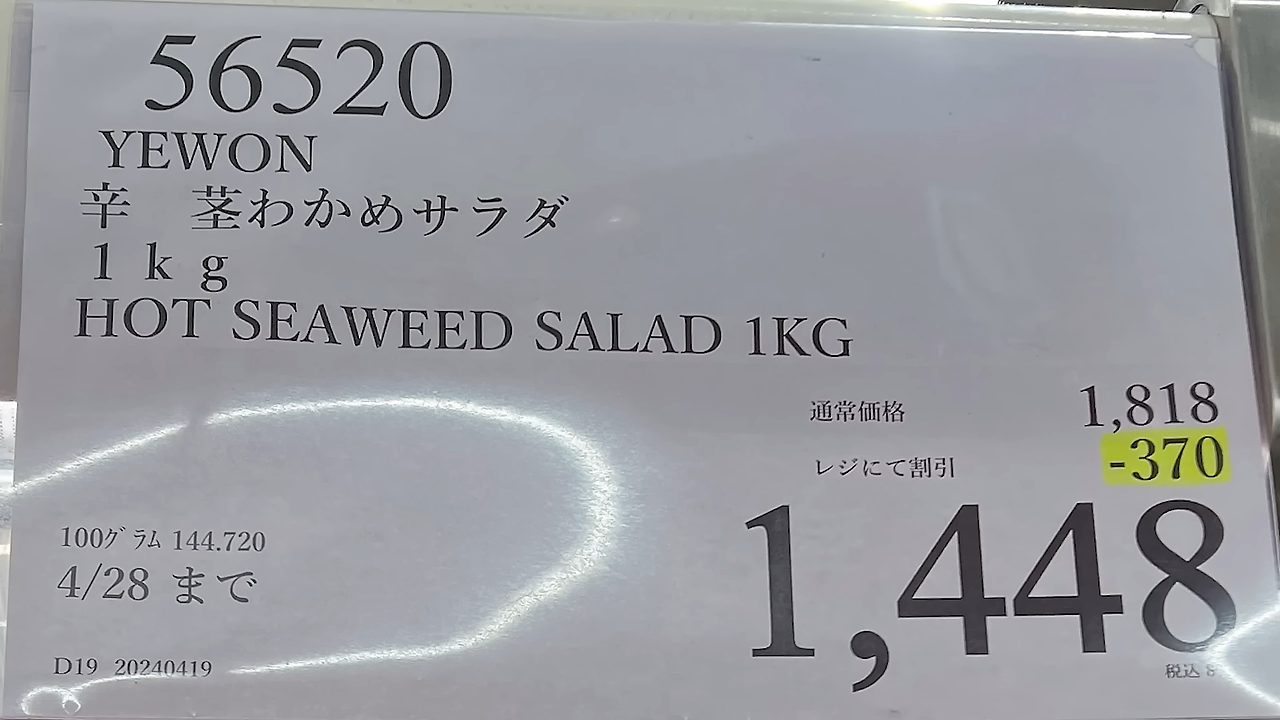 56520
YEWON
辛　茎わかめサラダ
1 k g
HOT SEAWEED SALAD 1KG
通常価格 1,818
レジにて割引 -370
1,448
100ｸﾞﾗﾑ 144.720
4/28 まで
税込 8
D19 20240419